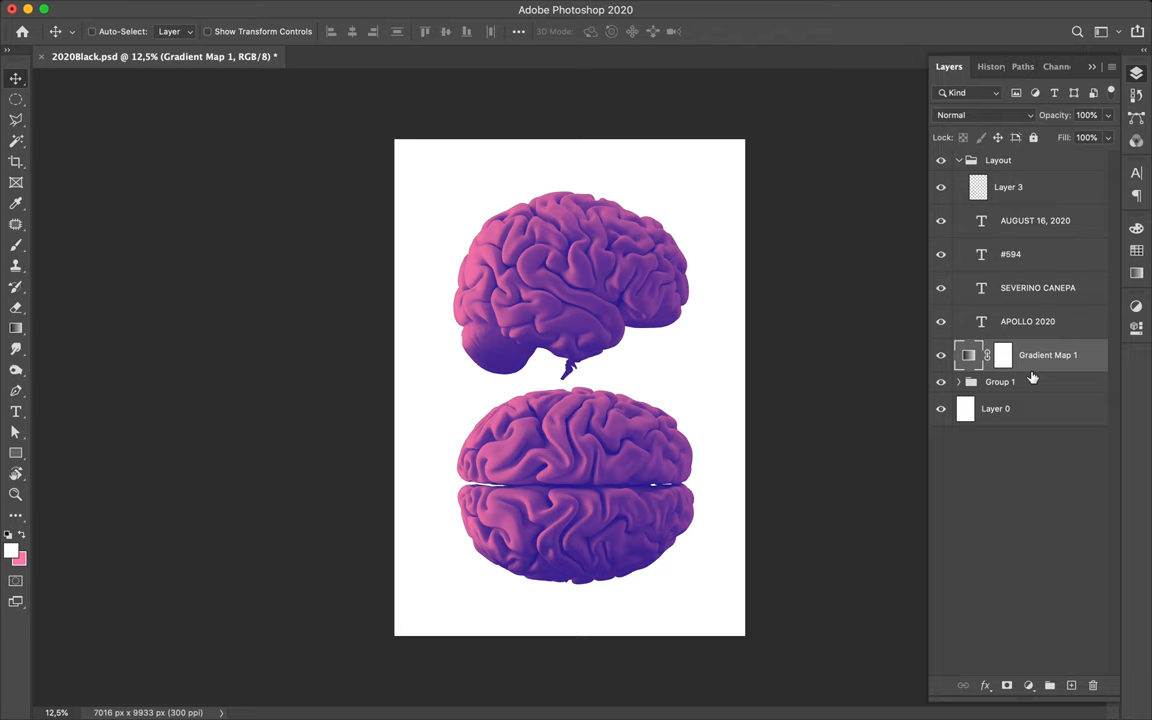 Adobe Photoshop 2020
Auto-Select: Layer Show Transform Controls 3D Mode:
2020Black.psd @ 12,5% (Gradient Map 1, RGB/8) *
Layers History Paths Chann
Kind
Normal Opacity: 100%
Lock: Fill: 100%
Layout
Layer 3
AUGUST 16, 2020
#594
SEVERINO CANEPA
APOLLO 2020
Gradient Map 1
Group 1
Layer 0
12,5% 7016 px x 9933 px (300 ppi)